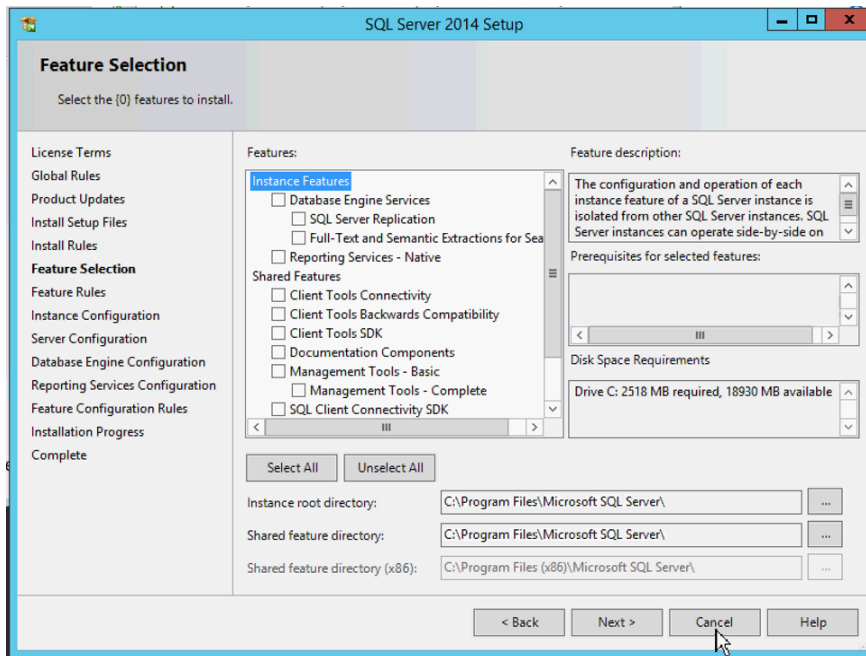 SQL Server 2014 Setup
Feature Selection
Select the {0} features to install.
License Terms
Global Rules
Product Updates
Install Setup Files
Install Rules
Feature Selection
Feature Rules
Instance Configuration
Server Configuration
Database Engine Configuration
Reporting Services Configuration
Feature Configuration Rules
Installation Progress
Complete
Features:
Instance Features
Database Engine Services
SQL Server Replication
Full-Text and Semantic Extractions for Sea
Reporting Services - Native
Shared Features
Client Tools Connectivity
Client Tools Backwards Compatibility
Client Tools SDK
Documentation Components
Management Tools - Basic
Management Tools - Complete
SQL Client Connectivity SDK
Feature description:
The configuration and operation of each
instance feature of a SQL Server instance is
isolated from other SQL Server instances. SQL
Server instances can operate side-by-side on
Prerequisites for selected features:
Disk Space Requirements
Drive C: 2518 MB required, 18930 MB available
Select All
Unselect All
Instance root directory:
C:\Program Files\Microsoft SQL Server\
...
Shared feature directory:
C:\Program Files\Microsoft SQL Server\
...
Shared feature directory (x86):
C:\Program Files (x86)\Microsoft SQL Server\
...
< Back
Next >
Cancel
Help